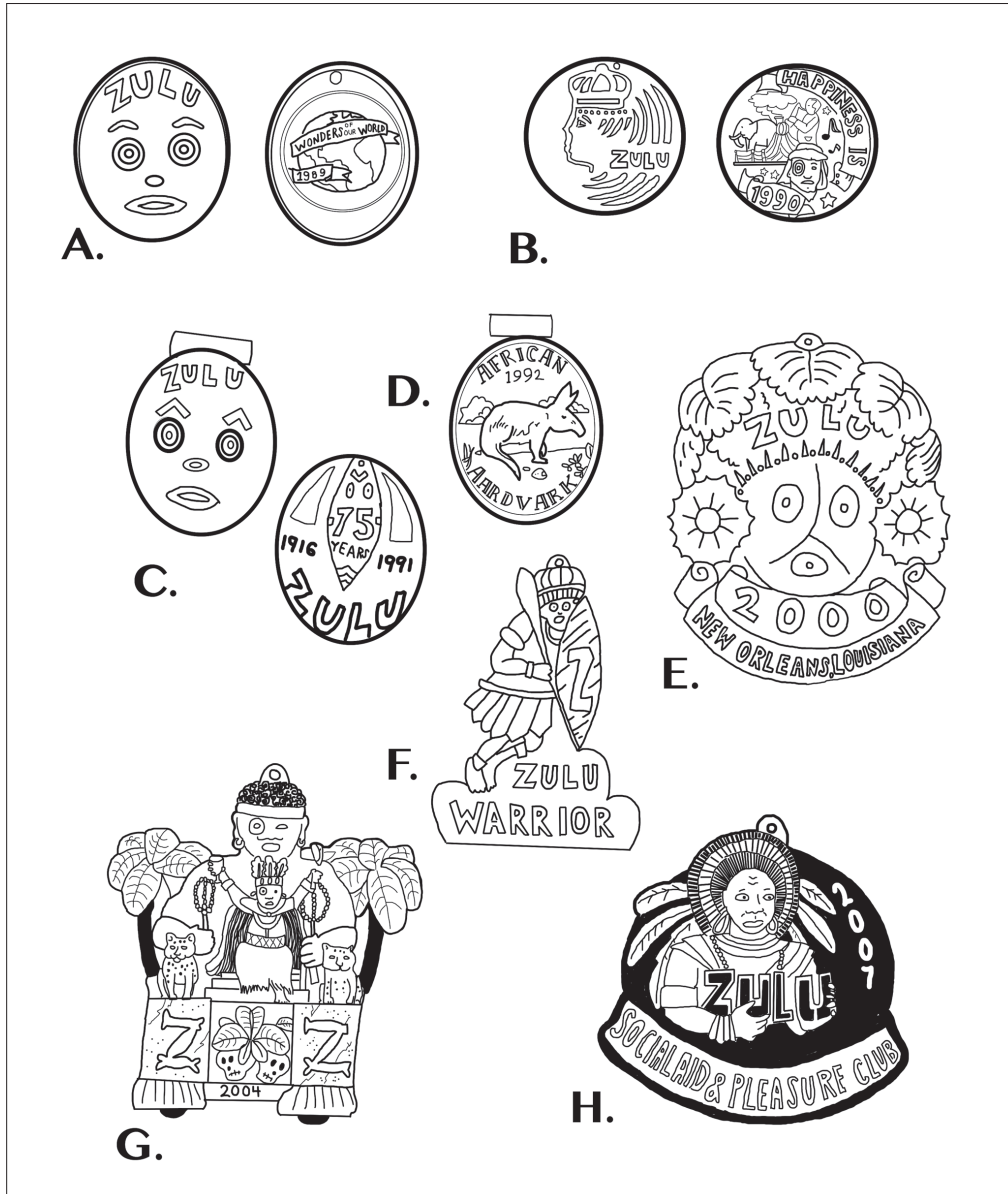 ZULU
WONDERS OF OUR WORLD
1989
A.
ZULU
HAPPINESS IS...
1990
B.
ZULU
75
YEARS
1916
1991
ZULU
C.
AFRICAN
1992
AARDVARK
D.
ZULU
2000
NEW ORLEANS, LOUISIANA
E.
Z
ZULU
WARRIOR
F.
Z
Z
2004
G.
2007
ZULU
SOCIAL AID & PLEASURE CLUB
H.